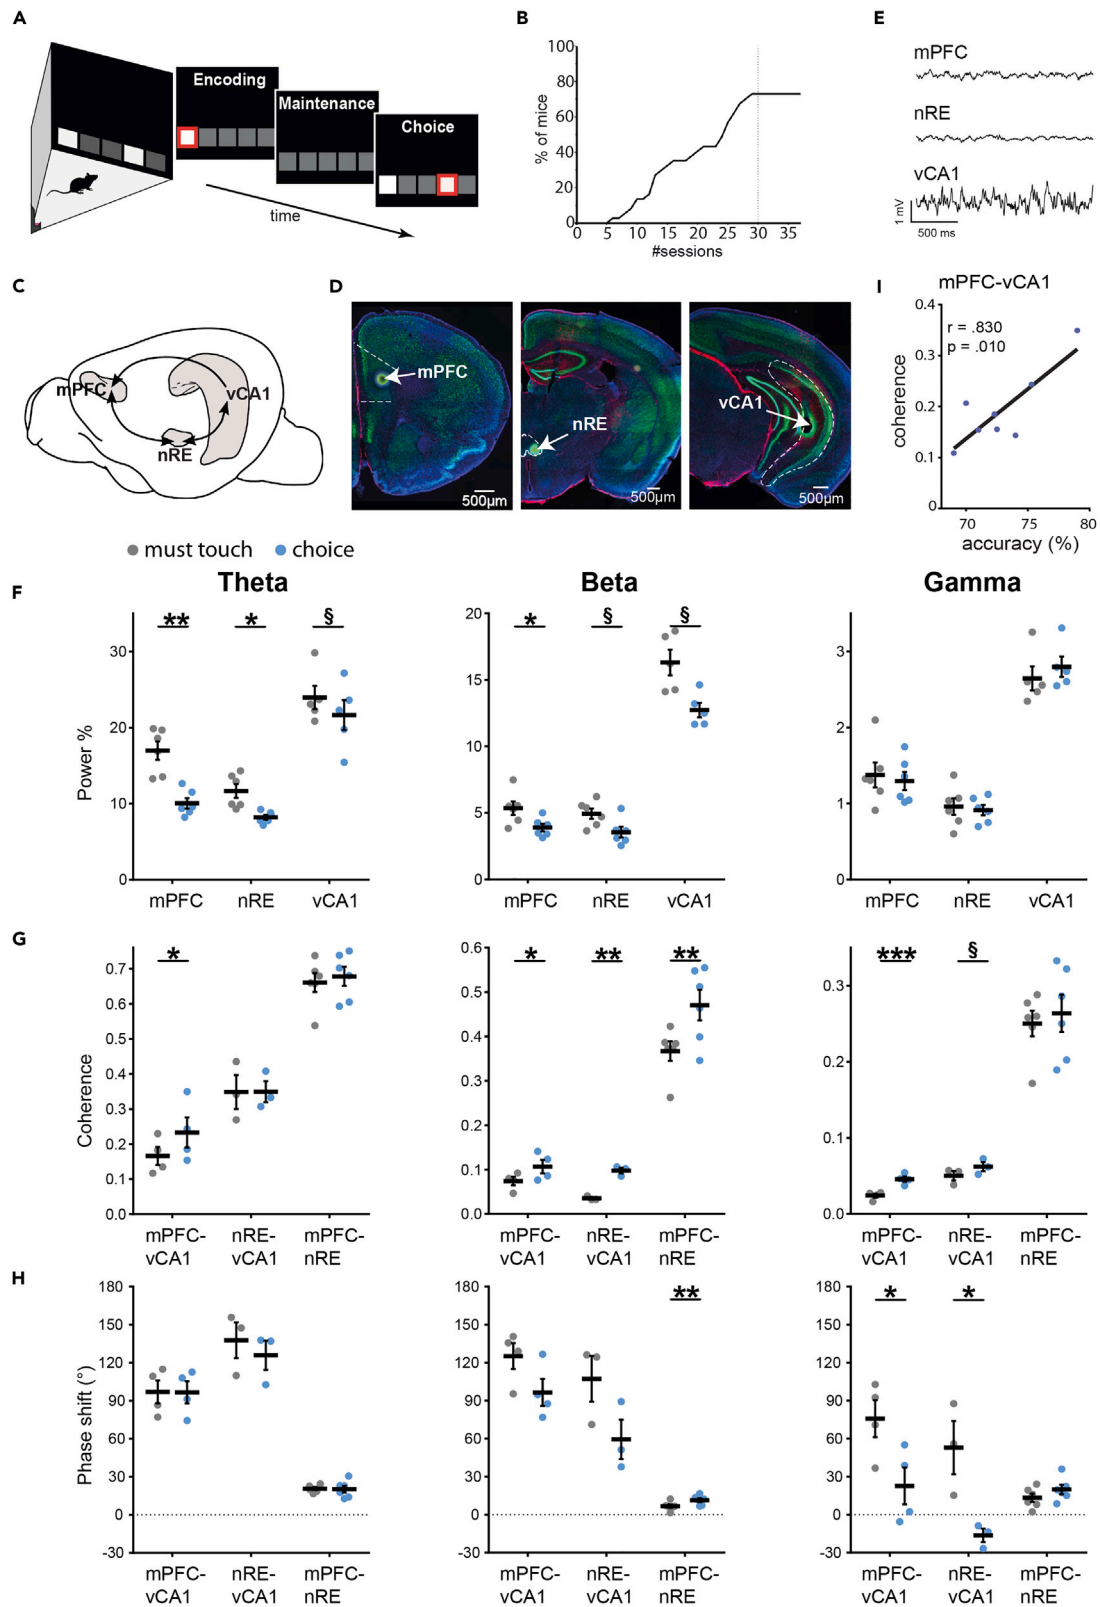 A
Encoding
Maintenance
Choice
time
B
% of mice
100
80
60
40
20
0
0 5 10 15 20 25 30 35
#sessions
E
mPFC
nRE
vCA1
1 mV
500 ms
C
mPFC
vCA1
nRE
D
mPFC
500µm
nRE
500µm
vCA1
500µm
I
mPFC-vCA1
r = .830
p = .010
coherence
0.4
0.3
0.2
0.1
0
70 75 80
accuracy (%)
must touch choice
Theta Beta Gamma
F
Power %
30
20
10
0
** * §
mPFC nRE vCA1
20
15
10
5
0
* § §
mPFC nRE vCA1
3
2
1
0
mPFC nRE vCA1
G
Coherence
0.7
0.6
0.5
0.4
0.3
0.2
0.1
0.0
*
mPFC- nRE- mPFC-
vCA1 vCA1 nRE
0.6
0.5
0.4
0.3
0.2
0.1
0.0
* ** **
mPFC- nRE- mPFC-
vCA1 vCA1 nRE
0.3
0.2
0.1
0.0
*** §
mPFC- nRE- mPFC-
vCA1 vCA1 nRE
H
Phase shift (°)
180
150
120
90
60
30
0
-30
mPFC- nRE- mPFC-
vCA1 vCA1 nRE
180
150
120
90
60
30
0
-30
**
mPFC- nRE- mPFC-
vCA1 vCA1 nRE
180
150
120
90
60
30
0
-30
* *
mPFC- nRE- mPFC-
vCA1 vCA1 nRE